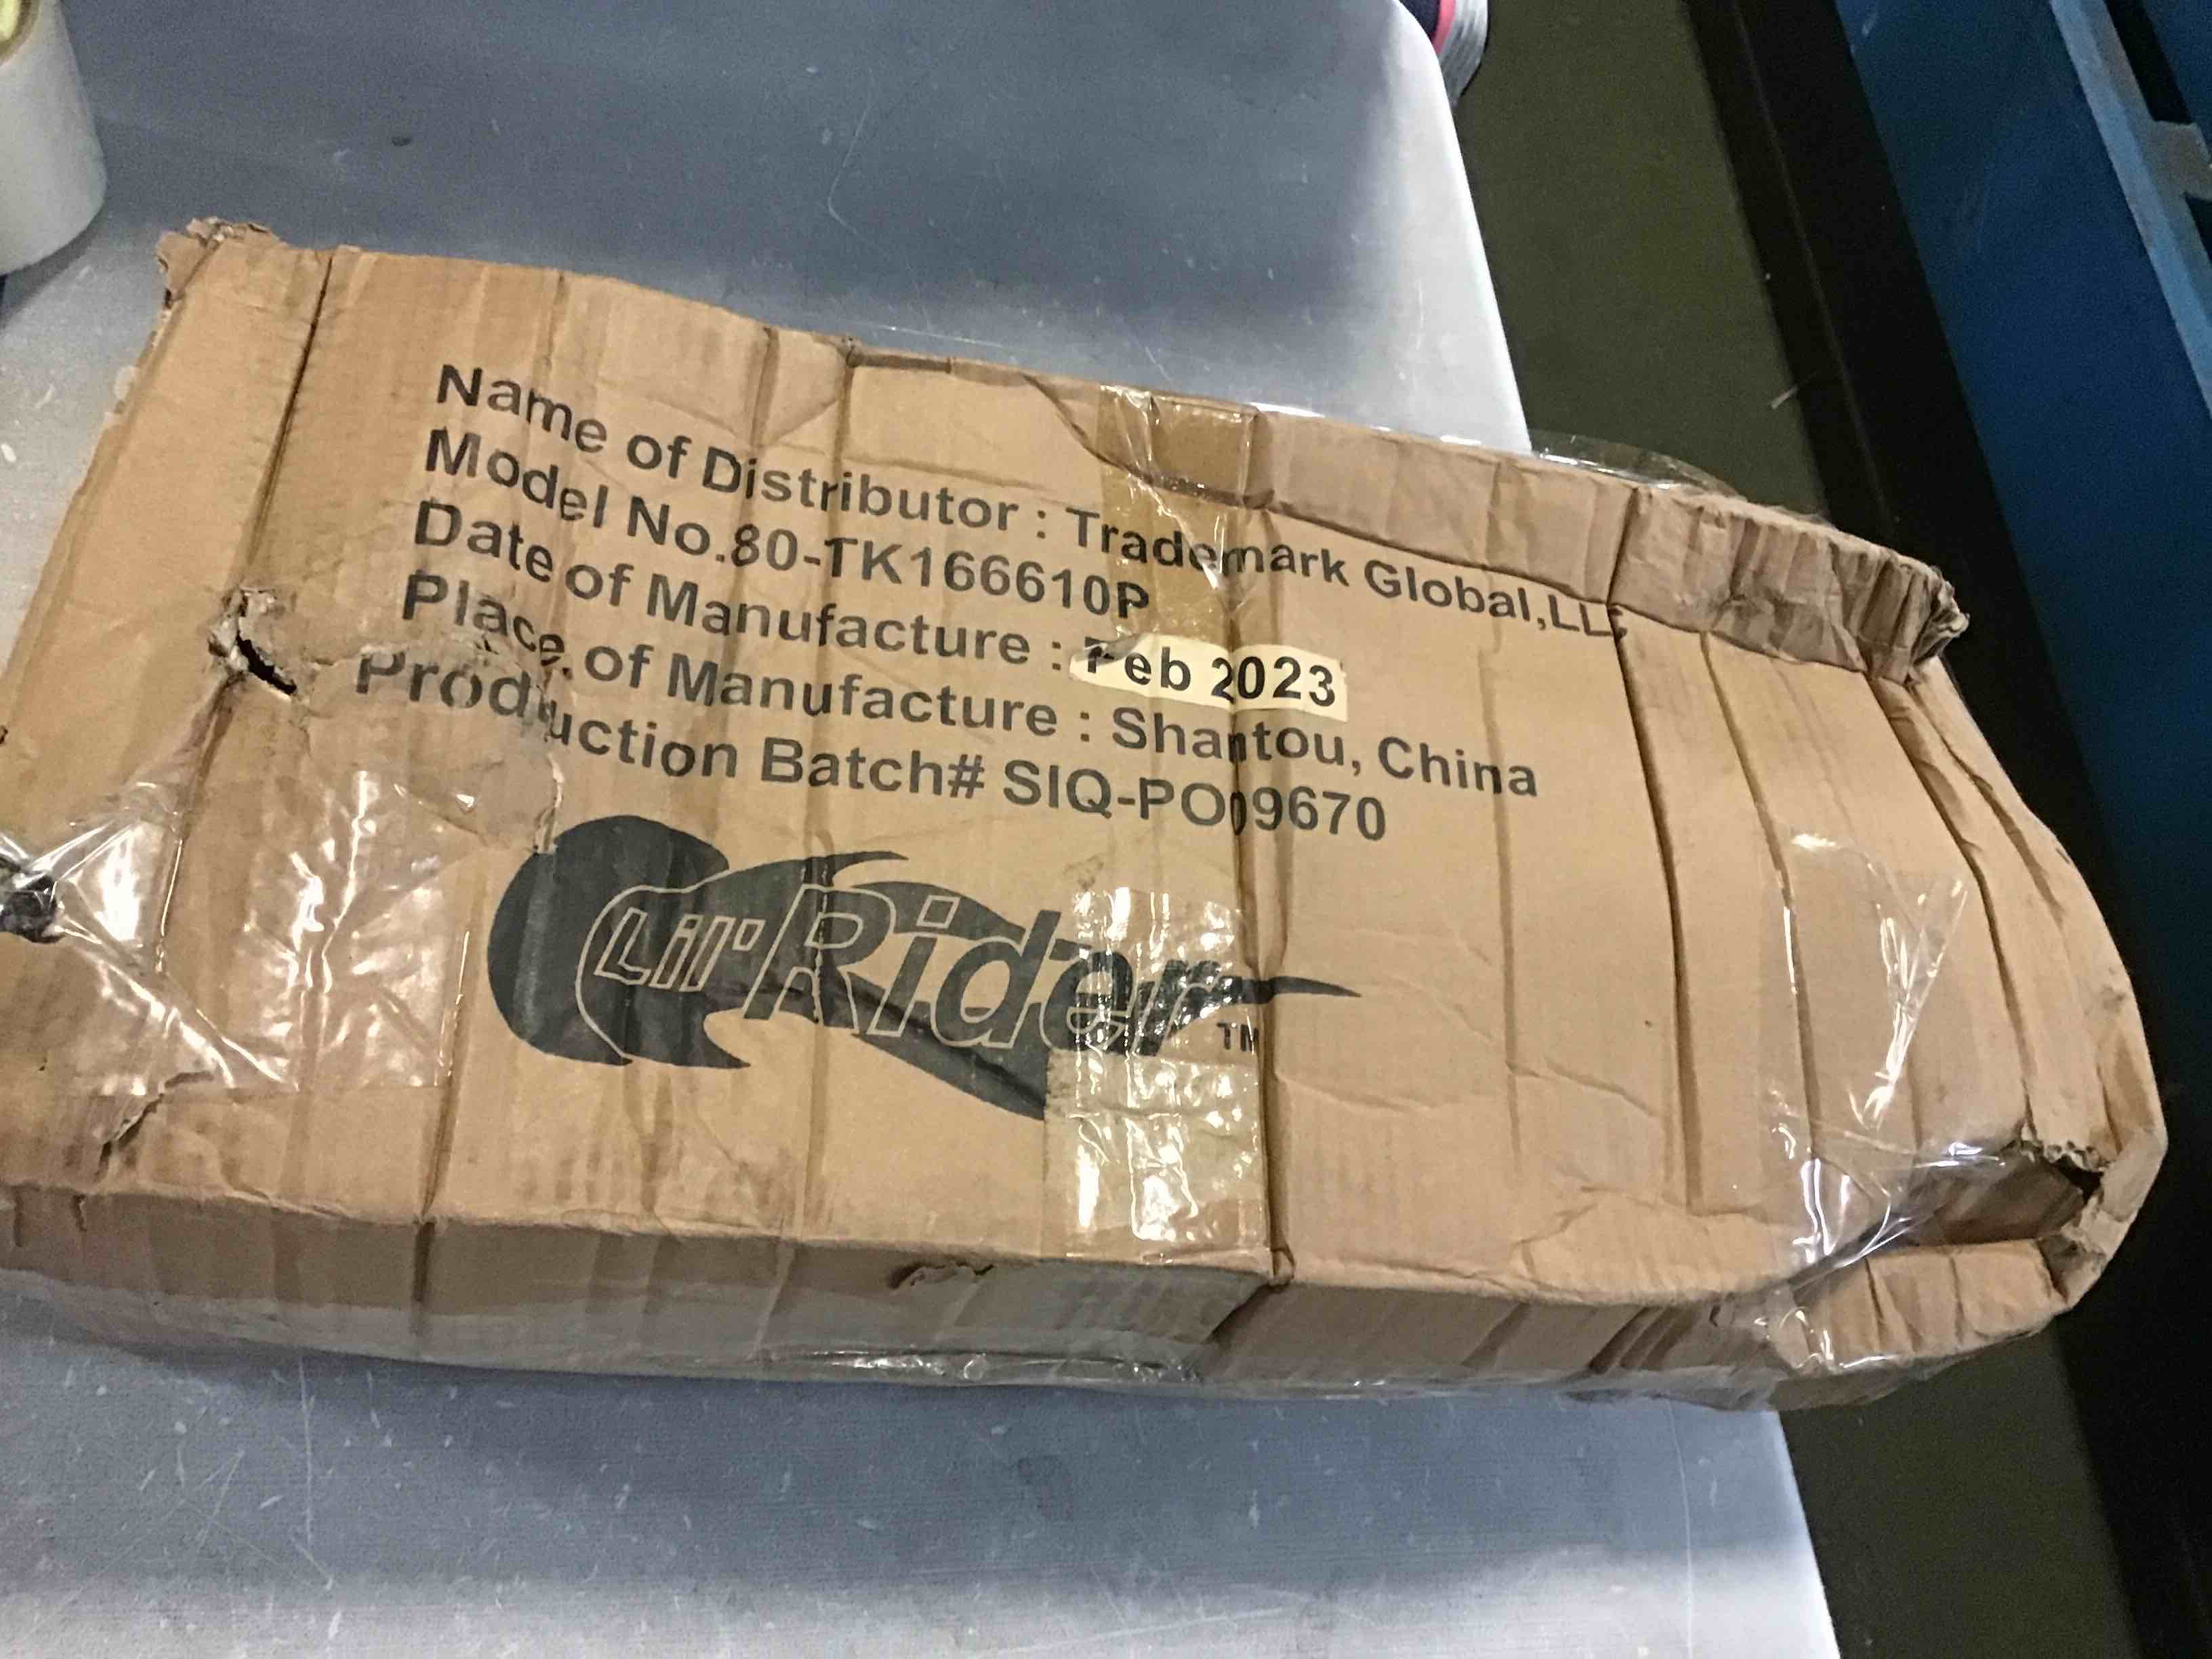 Name of Distributor : Trademark Global,LLC
Model No.80-TK166610P
Date of Manufacture : Feb 2023
Place of Manufacture : Shantou, China
Production Batch# SIQ-PO09670
Lil' Rider TM